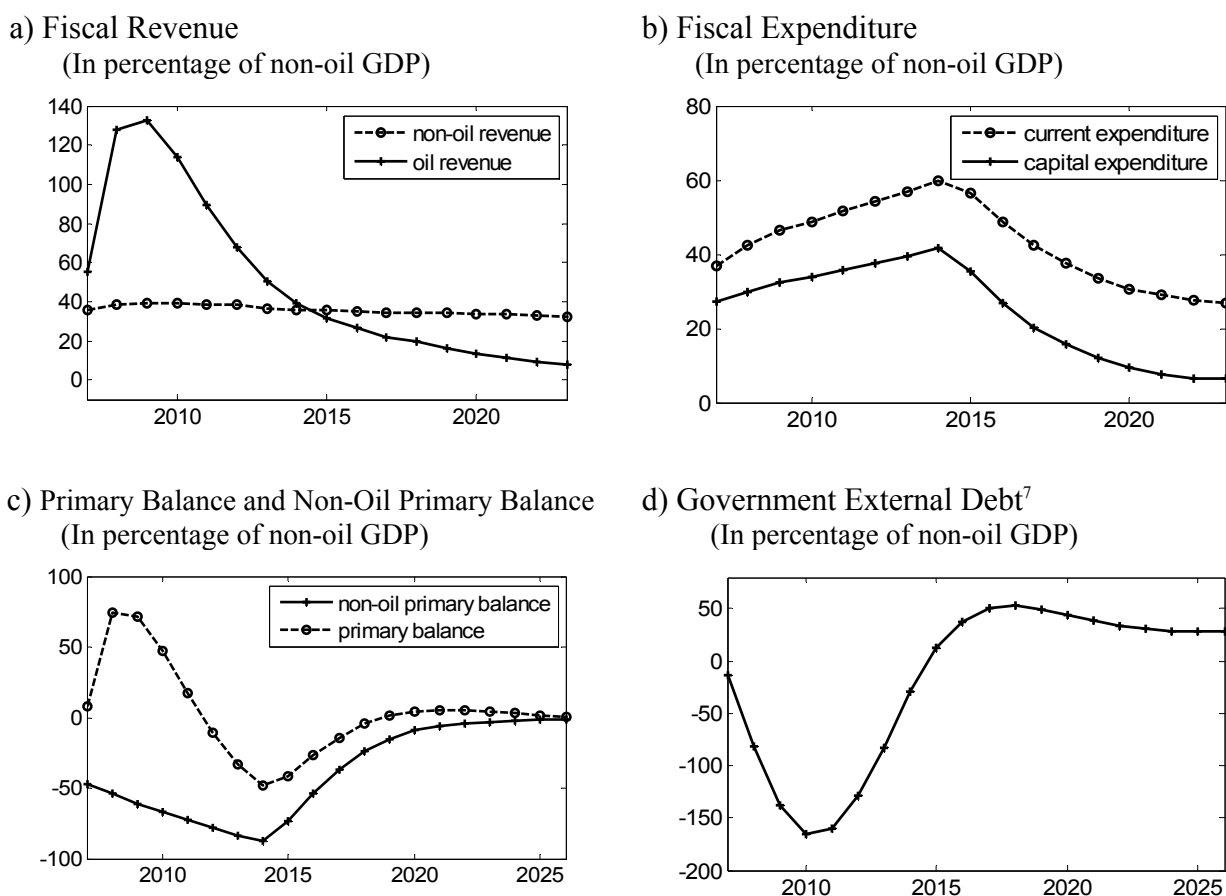 a) Fiscal Revenue
(In percentage of non-oil GDP)
140
120
100
80
60
40
20
0
2010
2015
2020
non-oil revenue
oil revenue
b) Fiscal Expenditure
(In percentage of non-oil GDP)
80
60
40
20
0
2010
2015
2020
current expenditure
capital expenditure
c) Primary Balance and Non-Oil Primary Balance
(In percentage of non-oil GDP)
100
50
0
-50
-100
2010
2015
2020
2025
non-oil primary balance
primary balance
d) Government External Debt⁷
(In percentage of non-oil GDP)
50
0
-50
-100
-150
-200
2010
2015
2020
2025